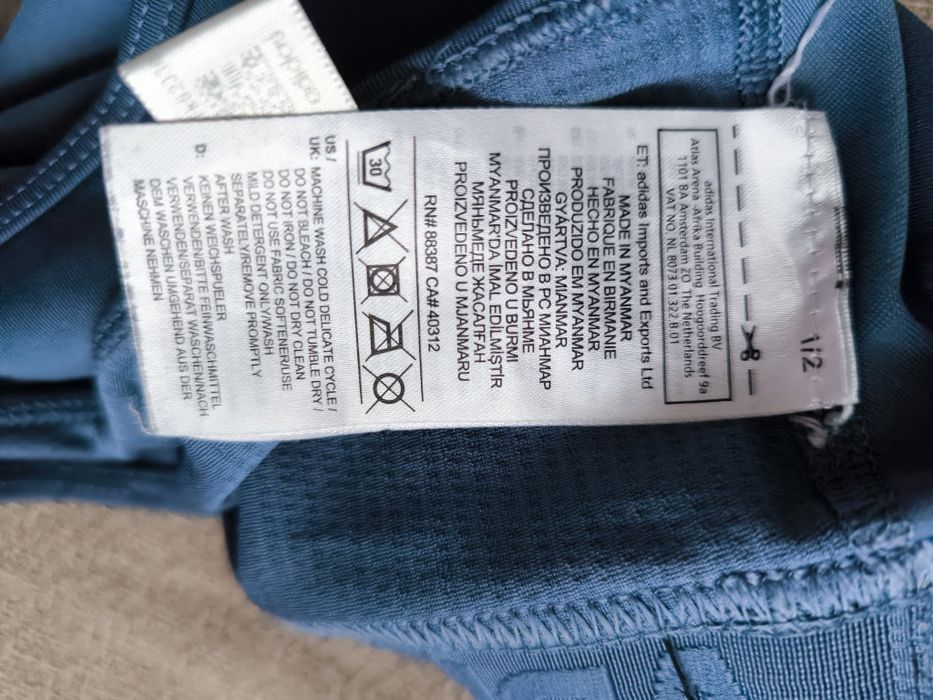 1/2
adidas International Trading BV
Atlas Arena -Afrika Building Hoogoorddreef 9a
1101 BA Amsterdam ZO The Netherlands
VAT NO. NL 8073 01 322 B 01
ET: adidas Imports and Exports Ltd
MADE IN MYANMAR
FABRIQUE EN BIRMANIE
HECHO EN MYANMAR
PRODUZIDO EM MYANMAR
GYÁRTVA: MIANMAR
ПРОИЗВЕДЕНО В РС МИАНМАР
СДЕЛАНО В МЬЯНМЕ
PROIZVEDENO U BURMI
MYANMAR'DA İMAL EDİLMİŞTİR
МЯНЬМЕДЕ ЖАСАЛҒАН
PROIZVEDENO U MJANMARU
RN# 88387 CA# 40312
30
US /
UK: MACHINE WASH COLD DELICATE CYCLE /
DO NOT BLEACH / DO NOT TUMBLE DRY /
DO NOT IRON / DO NOT DRY CLEAN
DO NOT USE FABRIC SOFTENER/USE
MILD DETERGENT ONLY/WASH
SEPARATELY/REMOVE PROMPTLY
AFTER WASH
D: KEINEN WEICHSPUELER
VERWENDEN/BITTE FEINWASCHMITTEL
VERWENDEN/SEPARAT WASCHEN/NACH
DEM WASCHEN UMGEHEND AUS DER
MASCHINE NEHMEN